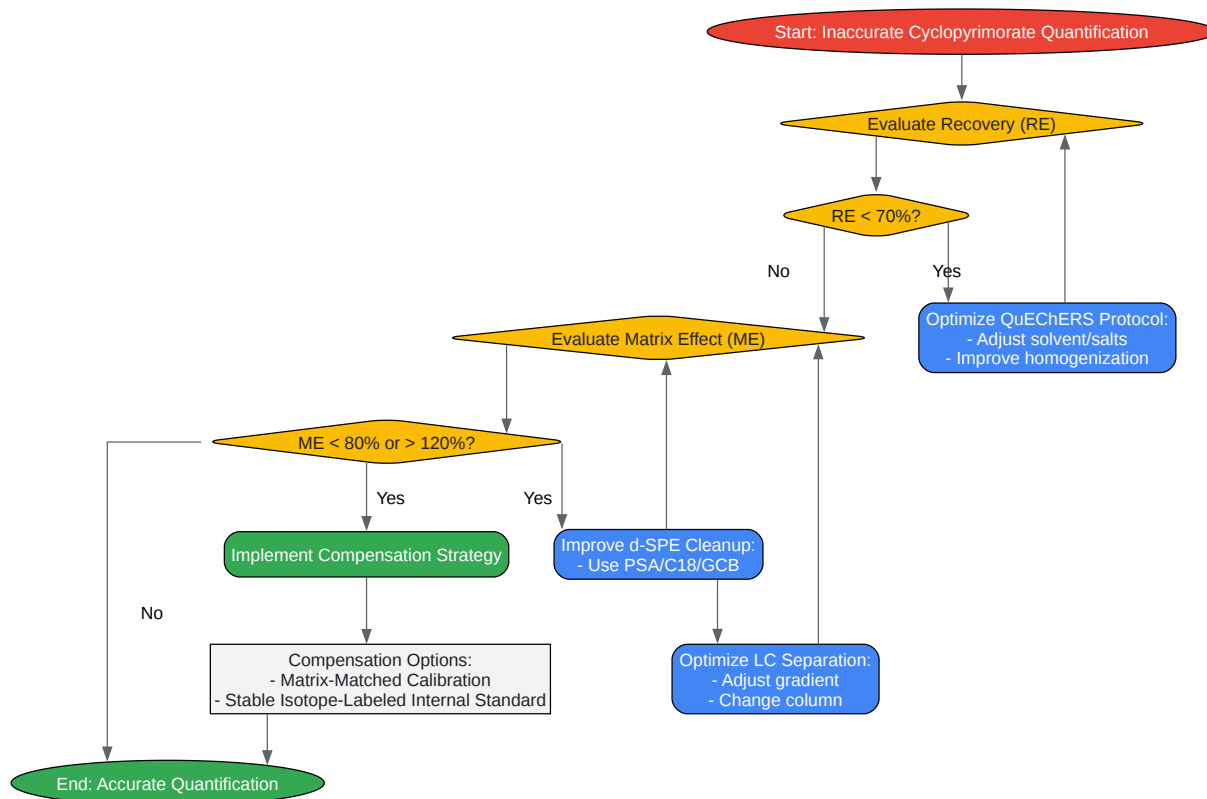 Start: Inaccurate Cyclopyrimorate Quantification
Evaluate Recovery (RE)
RE < 70%?
No
Yes
Optimize QuEChERS Protocol:
- Adjust solvent/salts
- Improve homogenization
Evaluate Matrix Effect (ME)
ME < 80% or > 120%?
Yes
Yes
Implement Compensation Strategy
Improve d-SPE Cleanup:
- Use PSA/C18/GCB
No
Compensation Options:
- Matrix-Matched Calibration
- Stable Isotope-Labeled Internal Standard
Optimize LC Separation:
- Adjust gradient
- Change column
End: Accurate Quantification